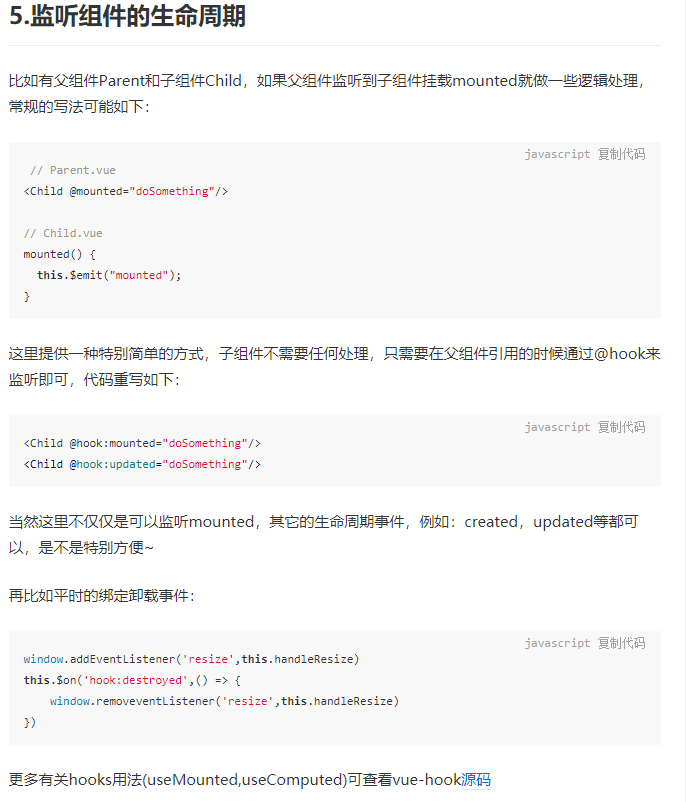 5.监听组件的生命周期
比如有父组件Parent和子组件Child，如果父组件监听到子组件挂载mounted就做一些逻辑处理，
常规的写法可能如下：
javascript 复制代码
// Parent.vue
<Child @mounted="doSomething"/>
// Child.vue
mounted() {
this.$emit("mounted");
}
这里提供一种特别简单的方式，子组件不需要任何处理，只需要在父组件引用的时候通过@hook来
监听即可，代码重写如下：
javascript 复制代码
<Child @hook:mounted="doSomething"/>
<Child @hook:updated="doSomething"/>
当然这里不仅仅是可以监听mounted，其它的生命周期事件，例如：created，updated等都可
以，是不是特别方便~
再比如平时的绑定卸载事件：
javascript 复制代码
window.addEventListener('resize',this.handleResize)
this.$on('hook:destroyed',() => {
window.removeventListener('resize',this.handleResize)
})
更多有关hooks用法(useMounted,useComputed)可查看vue-hook源码